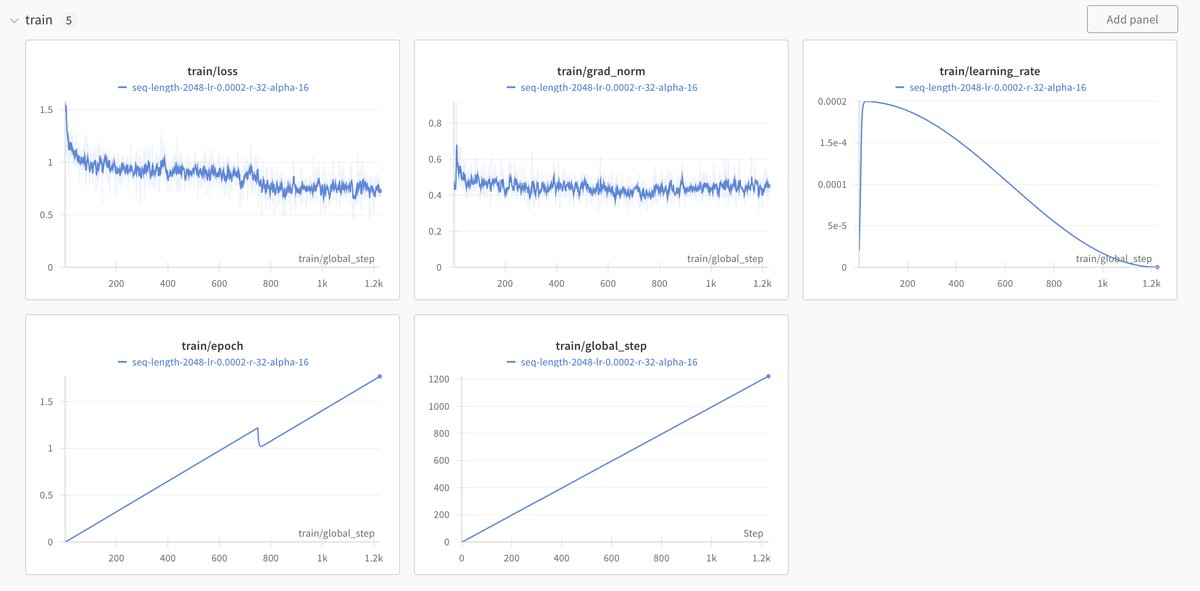 train 5
Add panel
train/loss
seq-length-2048-lr-0.0002-r-32-alpha-16
1.5
1
0.5
0
train/global_step
200 400 600 800 1k 1.2k
train/grad_norm
seq-length-2048-lr-0.0002-r-32-alpha-16
0.8
0.6
0.4
0.2
0
train/global_step
200 400 600 800 1k 1.2k
train/learning_rate
seq-length-2048-lr-0.0002-r-32-alpha-16
0.0002
1.5e-4
0.0001
5e-5
0
train/global_step
200 400 600 800 1k 1.2k
train/epoch
seq-length-2048-lr-0.0002-r-32-alpha-16
1.5
1
0.5
0
train/global_step
200 400 600 800 1k 1.2k
train/global_step
seq-length-2048-lr-0.0002-r-32-alpha-16
1200
1000
800
600
400
200
0
Step
0 200 400 600 800 1k 1.2k